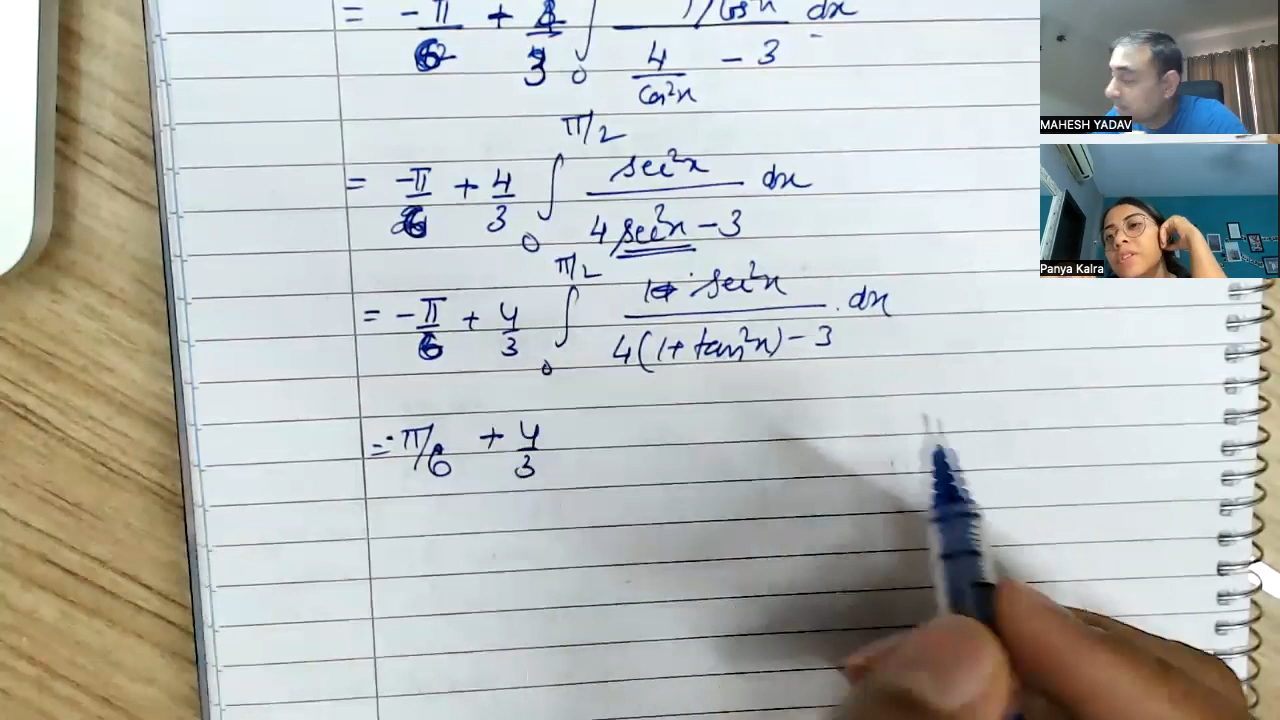 = -π/6 + 4/3 ∫₀ 1/cos²x / (4/cos²x - 3) dx
= -π/6 + 4/3 ∫₀^(π/2) sec²x / (4 sec²x - 3) dx
= -π/6 + 4/3 ∫₀^(π/2) sec²x / (4(1 + tan²x) - 3) . dx
= -π/6 + 4/3
MAHESH YADAV
Panya Kalra